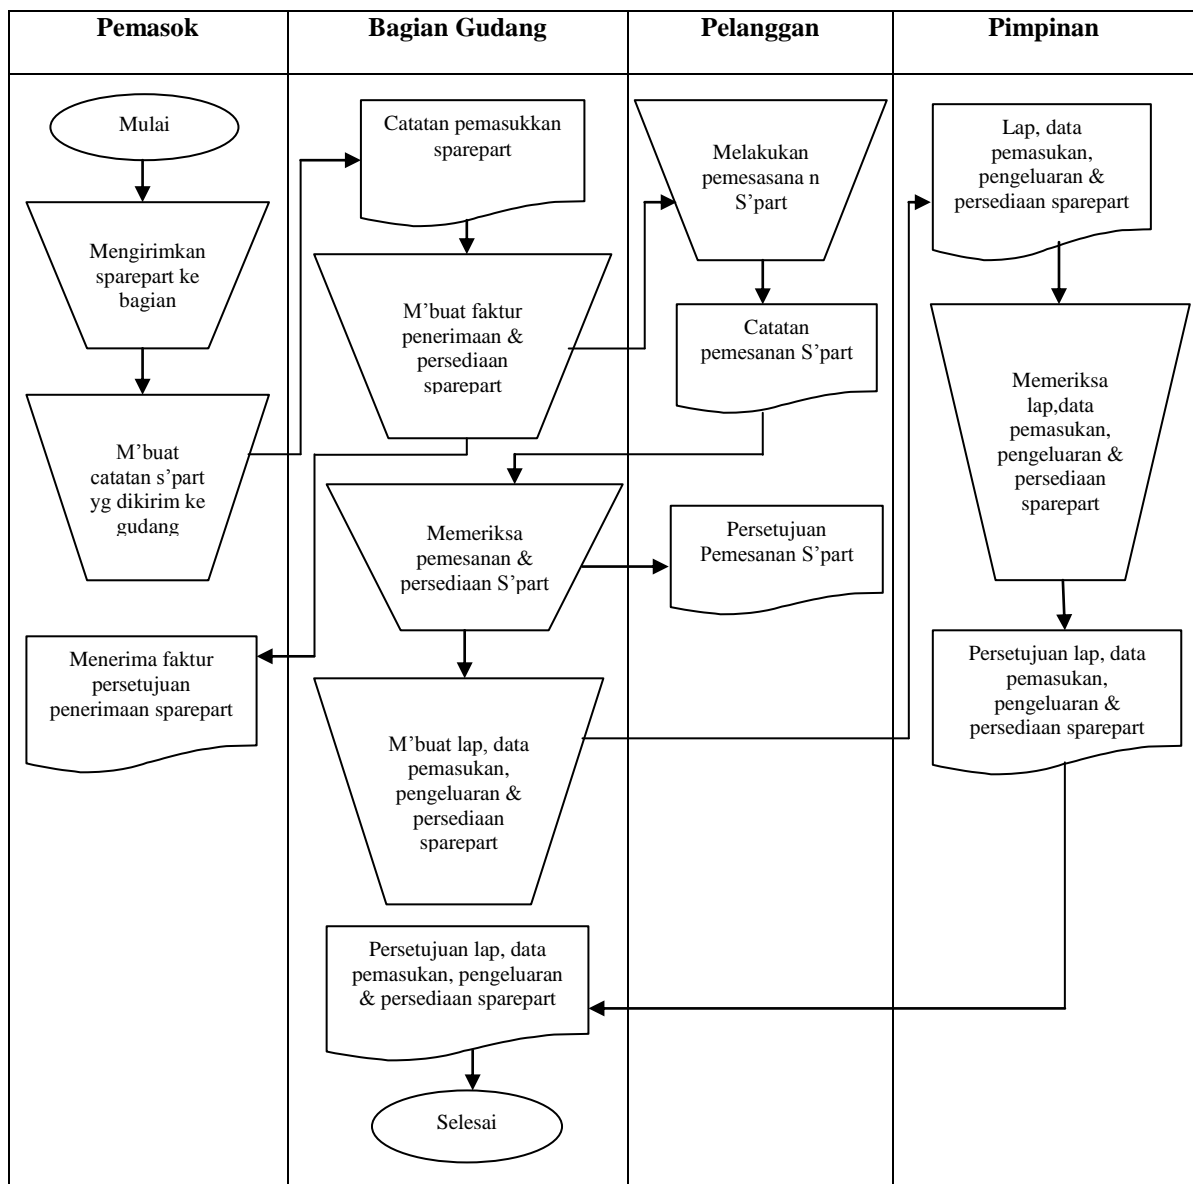 Pemasok
Bagian Gudang
Pelanggan
Pimpinan
Mulai
Mengirimkan
sparepart ke
bagian
M’buat
catatan s’part
yg dikirim ke
gudang
Menerima faktur
persetujuan
penerimaan sparepart
Catatan pemasukkan
sparepart
M’buat faktur
penerimaan &
persediaan
sparepart
Memeriksa
pemesanan &
persediaan S’part
M’buat lap, data
pemasukan,
pengeluaran &
persediaan
sparepart
Persetujuan lap, data
pemasukan, pengeluaran
& persediaan sparepart
Selesai
Melakukan
pemesasana n
S’part
Catatan
pemesanan S’part
Persetujuan
Pemesanan S’part
Lap, data
pemasukan,
pengeluaran &
persediaan sparepart
Memeriksa
lap,data
pemasukan,
pengeluaran &
persediaan
sparepart
Persetujuan lap, data
pemasukan,
pengeluaran &
persediaan sparepart